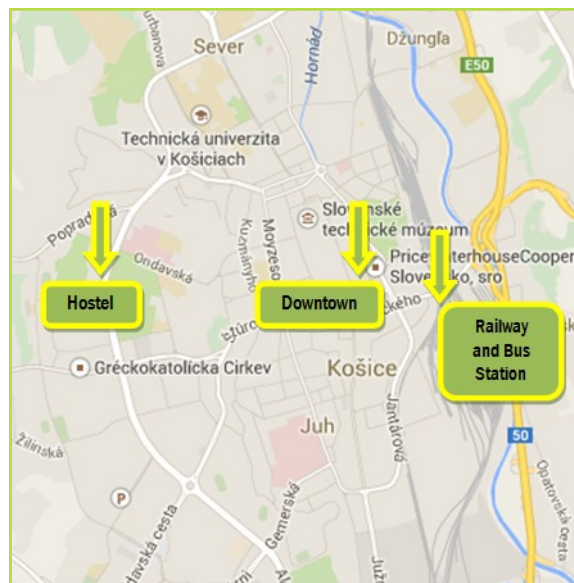 Sever
Džungľa
Hornád
E50
Technická univerzita
v Košiciach
Popradská
Ondavská
Kuzmányho
Moyzesova
Slovenské
technické múzeum
PricewaterhouseCoopers
Slovensko, sro
Hostel
Downtown
Railway
and Bus
Station
Gréckokatolícka Cirkev
Košice
Juh
Jantárová
Žilinská
P
50
Opatovská cesta
Gemerská